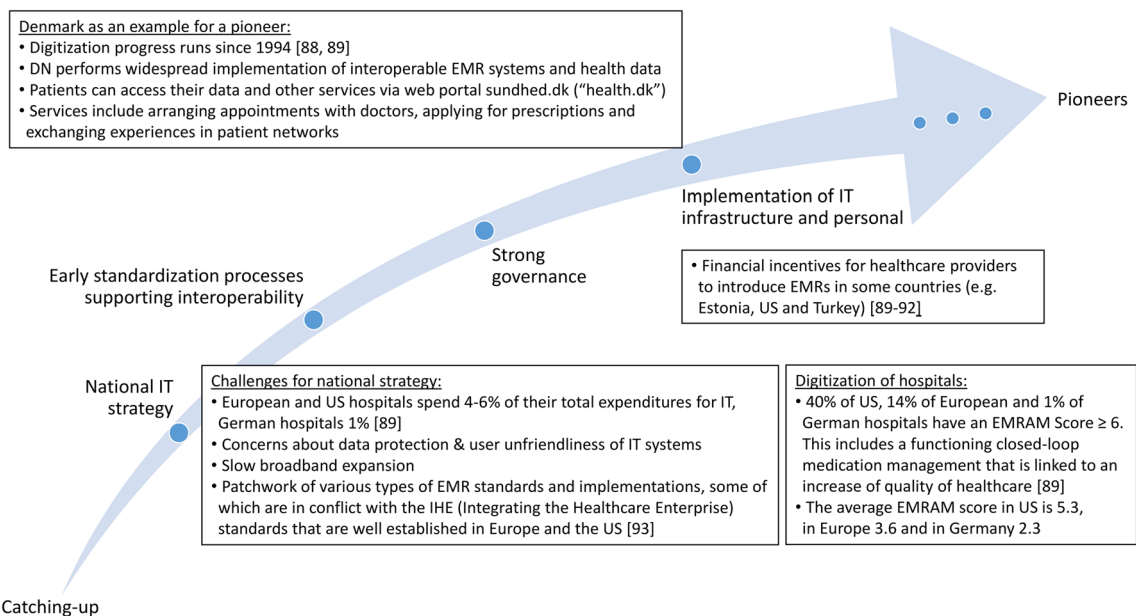 Denmark as an example for a pioneer:
• Digitization progress runs since 1994 [88, 89]
• DN performs widespread implementation of interoperable EMR systems and health data
• Patients can access their data and other services via web portal sundhed.dk (“health.dk”)
• Services include arranging appointments with doctors, applying for prescriptions and
exchanging experiences in patient networks
Pioneers
Implementation of IT
infrastructure and personal
Strong
governance
• Financial incentives for healthcare providers
to introduce EMRs in some countries (e.g.
Estonia, US and Turkey) [89-92]
Early standardization processes
supporting interoperability
National IT
strategy
Challenges for national strategy:
• European and US hospitals spend 4-6% of their total expenditures for IT,
German hospitals 1% [89]
• Concerns about data protection & user unfriendliness of IT systems
• Slow broadband expansion
• Patchwork of various types of EMR standards and implementations, some of
which are in conflict with the IHE (Integrating the Healthcare Enterprise)
standards that are well established in Europe and the US [93]
Digitization of hospitals:
• 40% of US, 14% of European and 1% of
German hospitals have an EMRAM Score ≥ 6.
This includes a functioning closed-loop
medication management that is linked to an
increase of quality of healthcare [89]
• The average EMRAM score in US is 5.3,
in Europe 3.6 and in Germany 2.3
Catching-up